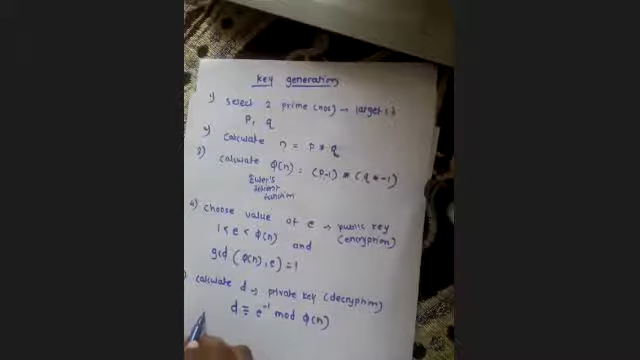 Key generation
1) Select 2 prime (nos) → larget
P, q
2) Calculate n = P * q
3) calculate φ(n) = (P-1) * (q-1)
Euler's
totient
function
4) choose value of e → public key
1 < e < φ(n) and (encryption)
gcd (φ(n), e) = 1
calculate d → private key (decryption)
d ≡ e⁻¹ mod φ(n)